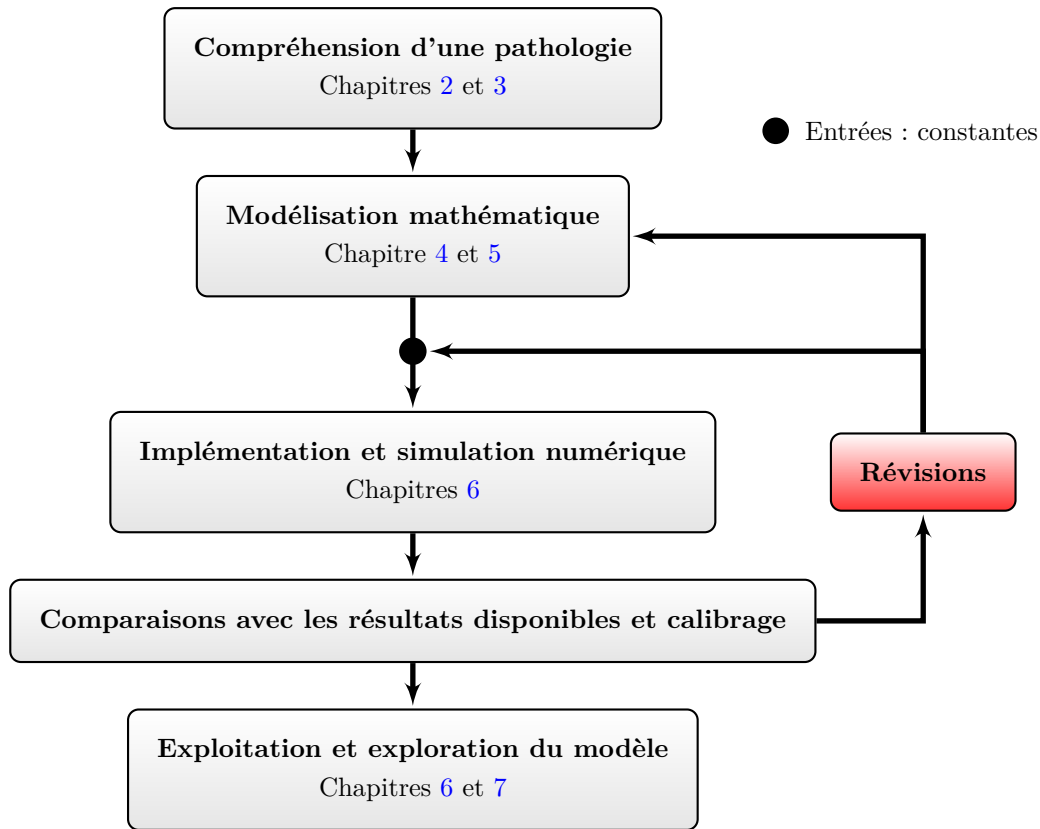 Compréhension d'une pathologie
Chapitres 2 et 3
Entrées : constantes
Modélisation mathématique
Chapitre 4 et 5
Implémentation et simulation numérique
Chapitres 6
Révisions
Comparaisons avec les résultats disponibles et calibrage
Exploitation et exploration du modèle
Chapitres 6 et 7